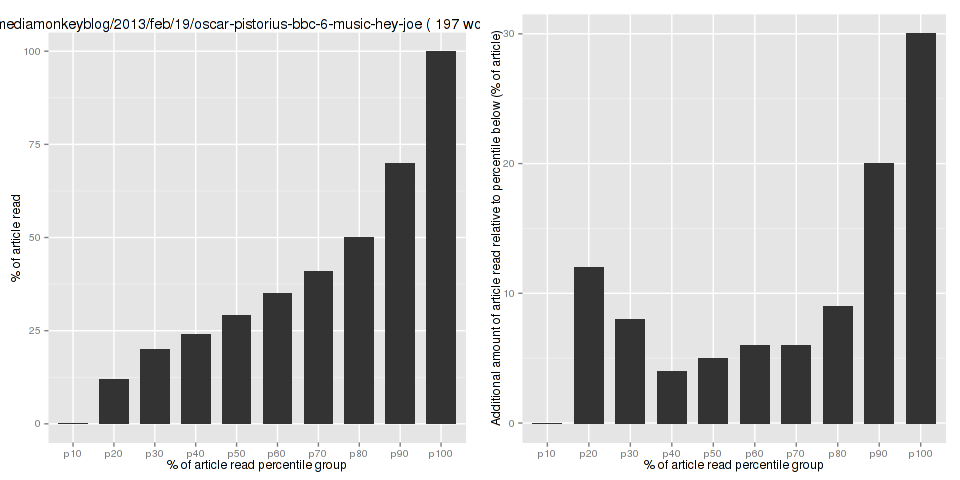 mediamonkeyblog/2013/feb/19/oscar-pistorius-bbc-6-music-hey-joe ( 197 wo
% of article read
100
75
50
25
0
p10 p20 p30 p40 p50 p60 p70 p80 p90 p100
% of article read percentile group
Additional amount of article read relative to percentile below (% of article)
30
20
10
0
p10 p20 p30 p40 p50 p60 p70 p80 p90 p100
% of article read percentile group